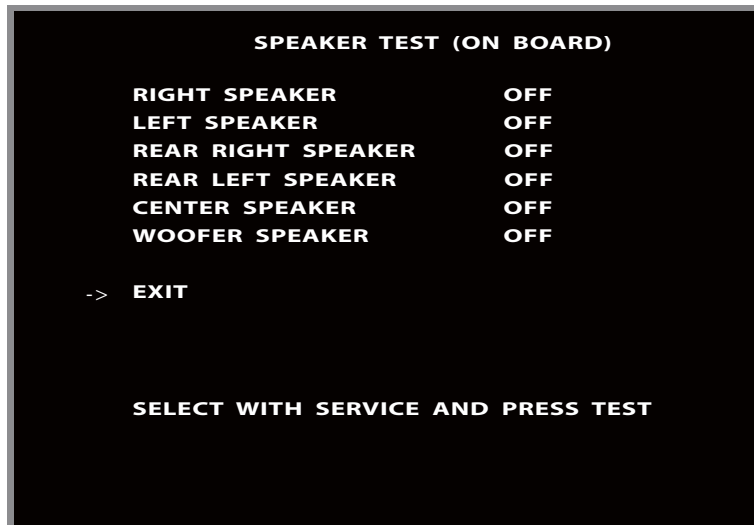 SPEAKER TEST (ON BOARD)
RIGHT SPEAKER OFF
LEFT SPEAKER OFF
REAR RIGHT SPEAKER OFF
REAR LEFT SPEAKER OFF
CENTER SPEAKER OFF
WOOFER SPEAKER OFF
-> EXIT
SELECT WITH SERVICE AND PRESS TEST